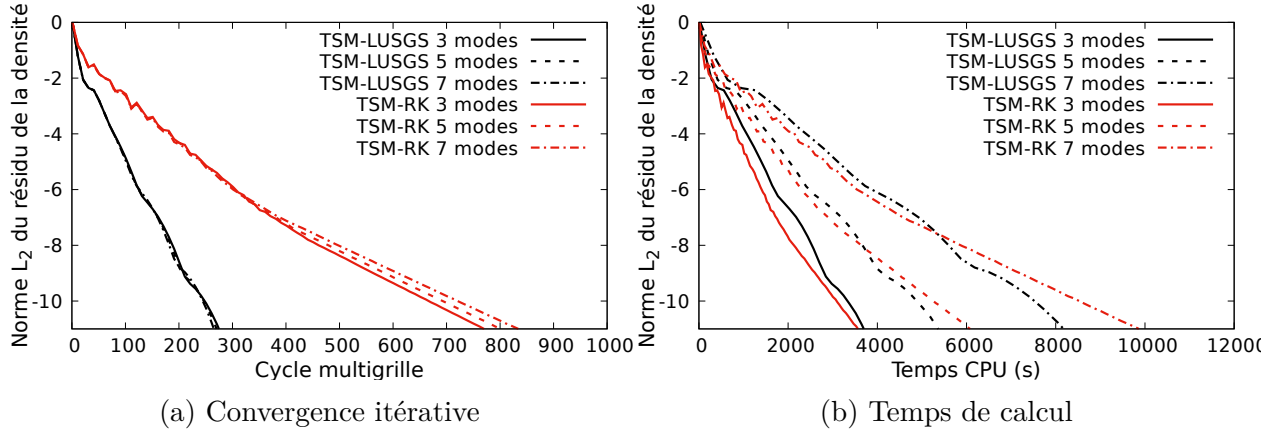 Norme L2 du résidu de la densité
0
-2
-4
-6
-8
-10
TSM-LUSGS 3 modes
TSM-LUSGS 5 modes
TSM-LUSGS 7 modes
TSM-RK 3 modes
TSM-RK 5 modes
TSM-RK 7 modes
0 100 200 300 400 500 600 700 800 900 1000
Cycle multigrille
(a) Convergence itérative
Norme L2 du résidu de la densité
0
-2
-4
-6
-8
-10
TSM-LUSGS 3 modes
TSM-LUSGS 5 modes
TSM-LUSGS 7 modes
TSM-RK 3 modes
TSM-RK 5 modes
TSM-RK 7 modes
0 2000 4000 6000 8000 10000 12000
Temps CPU (s)
(b) Temps de calcul